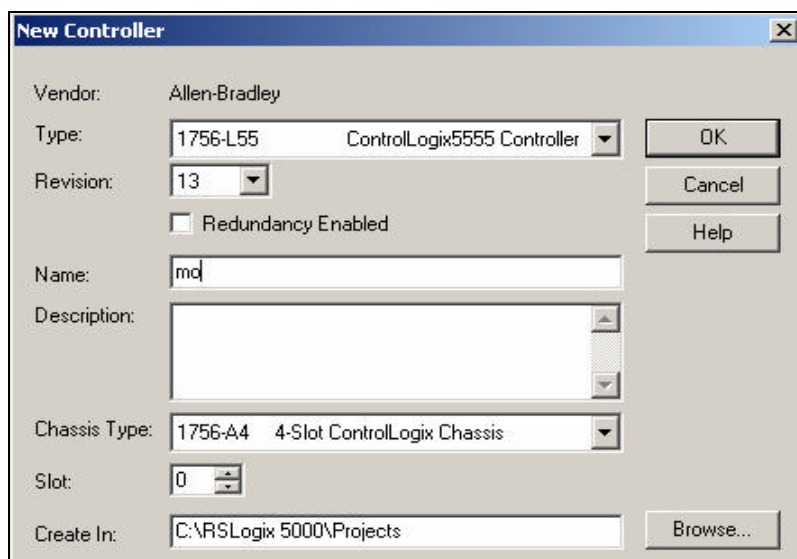 New Controller
Vendor: Allen-Bradley
Type: 1756-L55 ControlLogix5555 Controller OK
Revision: 13 Cancel
Redundancy Enabled Help
Name: mo
Description:
Chassis Type: 1756-A4 4-Slot ControlLogix Chassis
Slot: 0
Create In: C:\RSLogix 5000\Projects Browse...